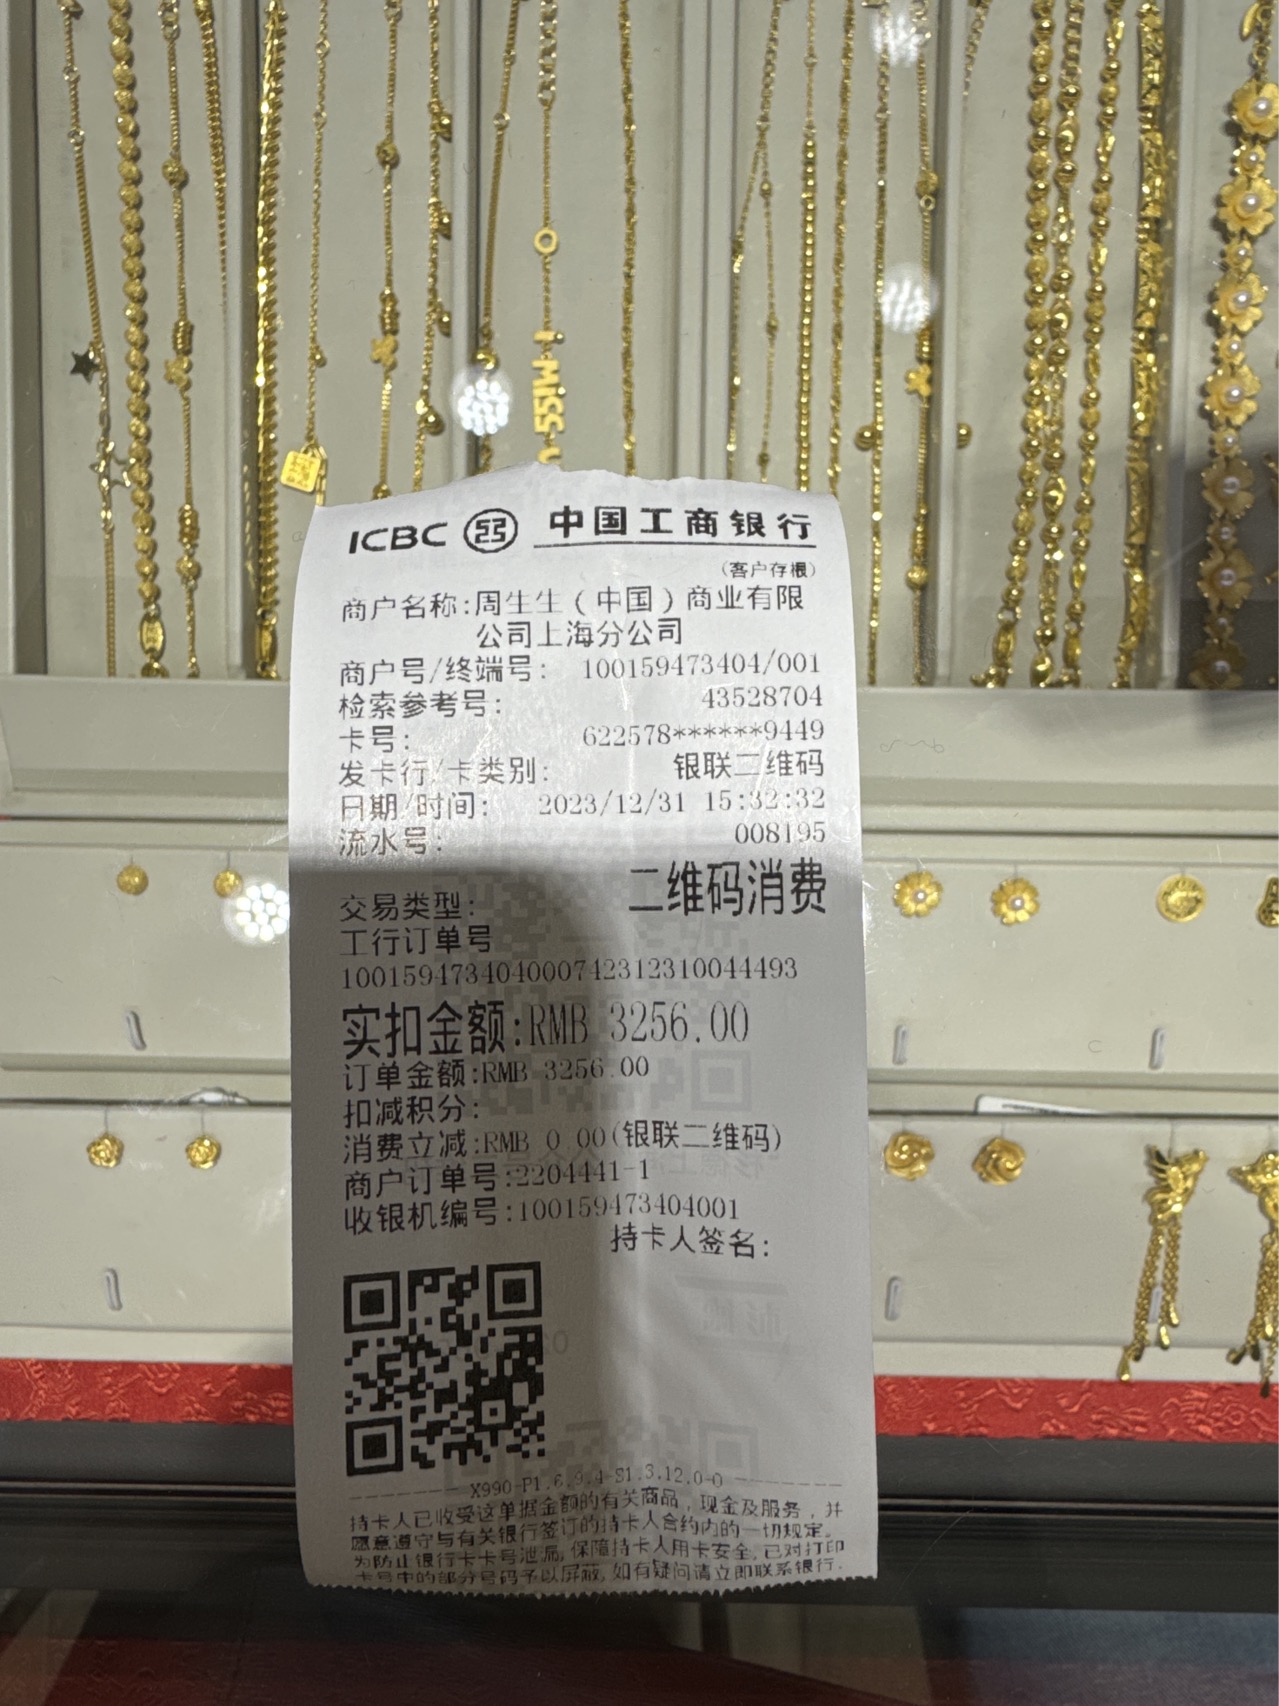 ICBC 中国工商银行
(客户存根)
商户名称:周生生(中国)商业有限
公司上海分公司
商户号/终端号: 100159473404/001
检索参考号: 43528704
卡号: 622578******9449
发卡行/卡类别: 银联二维码
日期/时间: 2023/12/31 15:32:32
流水号: 008195
交易类型: 二维码消费
工行订单号
100159473404000742312310044493
实扣金额:RMB 3256.00
订单金额:RMB 3256.00
扣减积分:
消费立减:RMB 0.00(银联二维码)
商户订单号:2204441-1
收银机编号:100159473404001
持卡人签名:
X990-P1.6.9.4-S1.3.12.0-0
持卡人已收受这单据金额的有关商品,现金及服务,并
愿意遵守与有关银行签订的持卡人合约内的一切规定。
为防止银行卡卡号泄漏,保障持卡人用卡安全,已对打印
卡号中的部分号码予以屏蔽,如有疑问请立即联系银行.